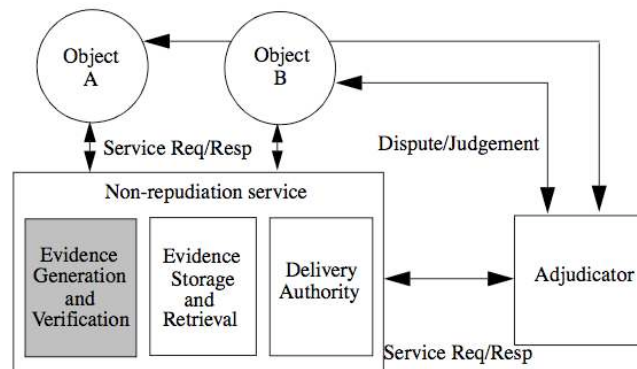 Object
A
Object
B
Service Req/Resp
Dispute/Judgement
Non-repudiation service
Evidence
Generation
and
Verification
Evidence
Storage
and
Retrieval
Delivery
Authority
Adjudicator
Service Req/Resp